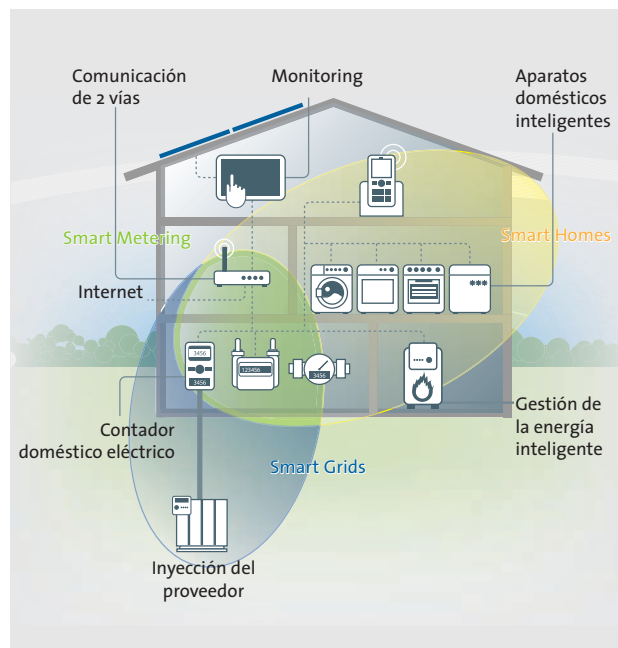 Comunicación
de 2 vías
Monitoring
Aparatos
domésticos
inteligentes
Smart Metering
Smart Homes
Internet
3456
3456
123456
3456
Contador
doméstico eléctrico
Gestión de
la energía
inteligente
Smart Grids
Inyección del
proveedor